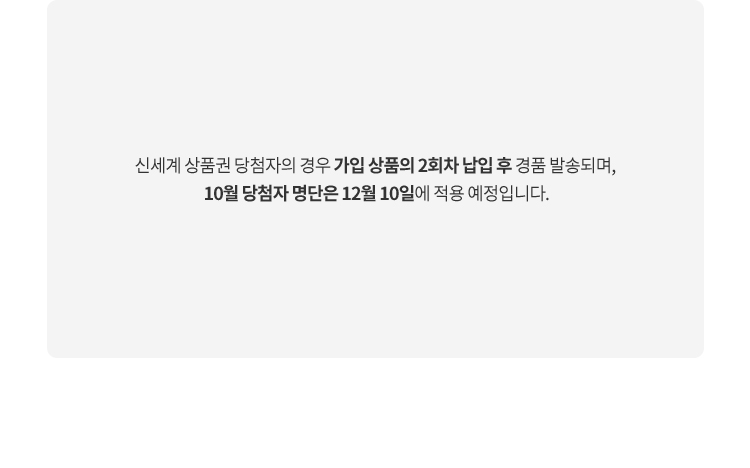 신세계 상품권 당첨자의 경우 가입 상품의 2회차 납입 후 경품 발송되며,
10월 당첨자 명단은 12월 10일에 적용 예정입니다.